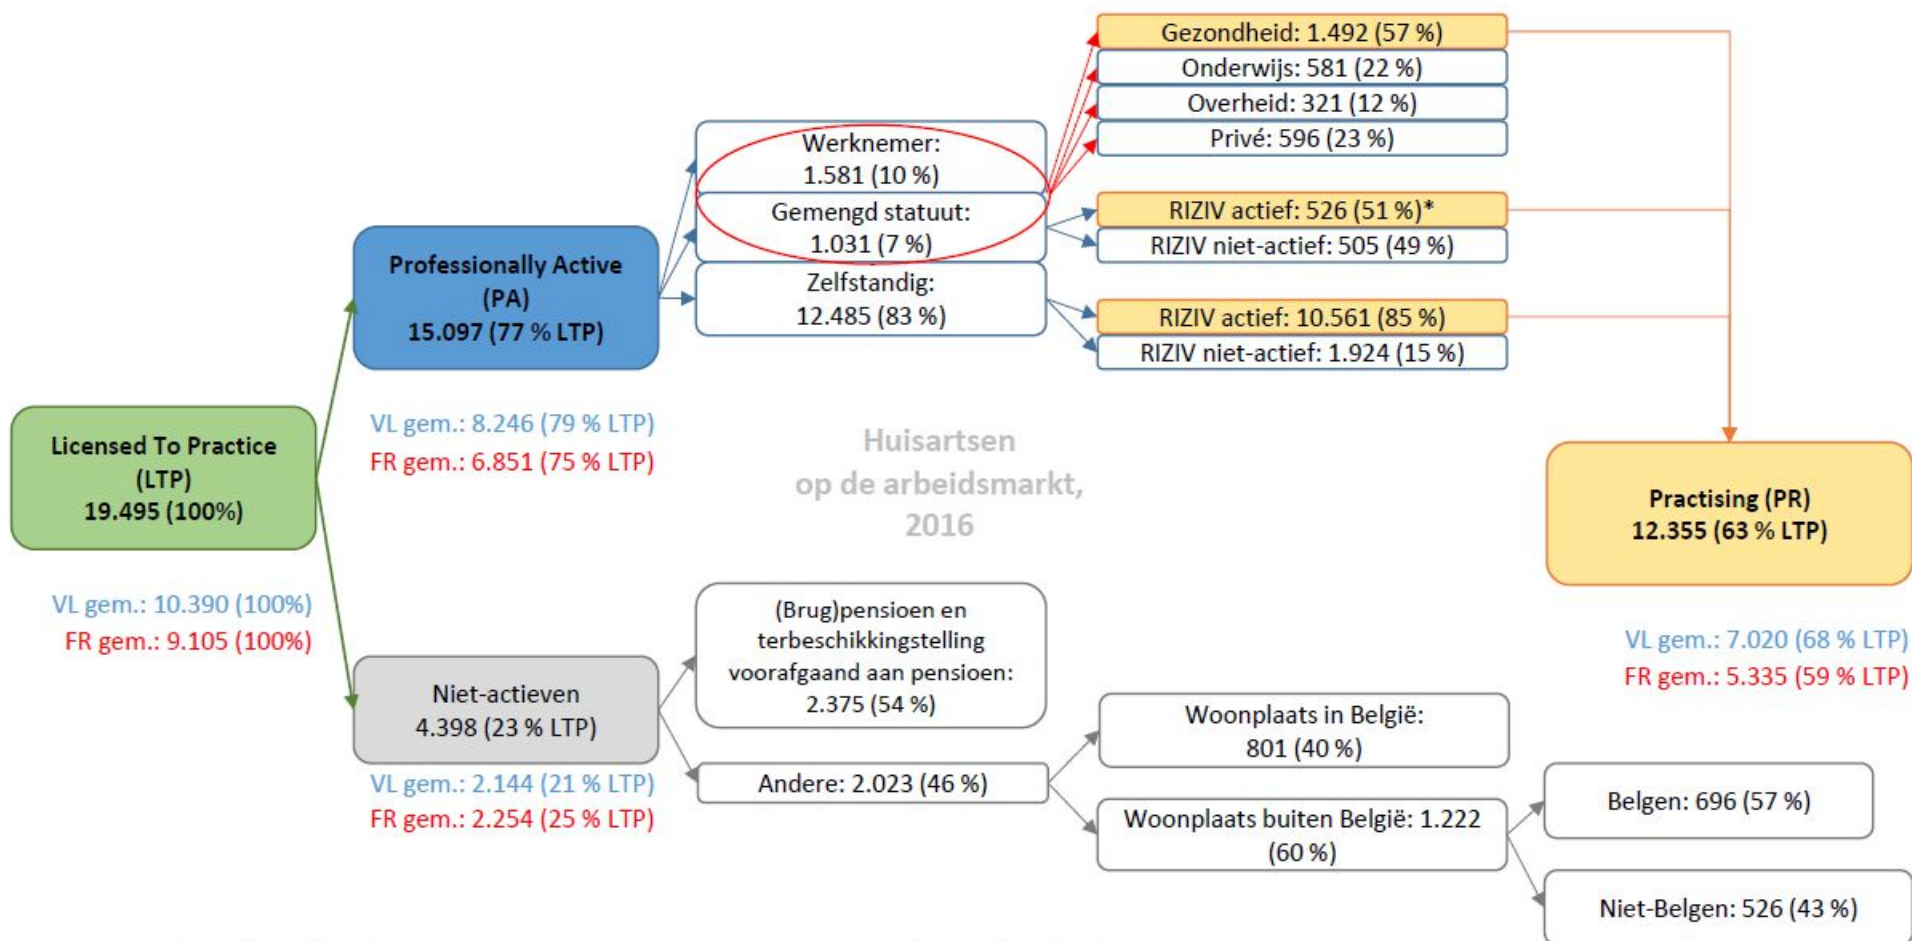 Gezondheid: 1.492 (57 %)
Onderwijs: 581 (22 %)
Overheid: 321 (12 %)
Privé: 596 (23 %)
Werknemer:
1.581 (10 %)
Gemengd statuut:
1.031 (7 %)
Zelfstandig:
12.485 (83 %)
RIZIV actief: 526 (51 %)*
RIZIV niet-actief: 505 (49 %)
RIZIV actief: 10.561 (85 %)
RIZIV niet-actief: 1.924 (15 %)
Professionally Active
(PA)
15.097 (77 % LTP)
VL gem.: 8.246 (79 % LTP)
FR gem.: 6.851 (75 % LTP)
Huisartsen
op de arbeidsmarkt,
2016
Licensed To Practice
(LTP)
19.495 (100%)
VL gem.: 10.390 (100%)
FR gem.: 9.105 (100%)
Practising (PR)
12.355 (63 % LTP)
VL gem.: 7.020 (68 % LTP)
FR gem.: 5.335 (59 % LTP)
Niet-actieven
4.398 (23 % LTP)
VL gem.: 2.144 (21 % LTP)
FR gem.: 2.254 (25 % LTP)
(Brug)pensioen en
terbeschikkingstelling
voorafgaand aan pensioen:
2.375 (54 %)
Andere: 2.023 (46 %)
Woonplaats in België:
801 (40 %)
Woonplaats buiten België: 1.222
(60 %)
Belgen: 696 (57 %)
Niet-Belgen: 526 (43 %)